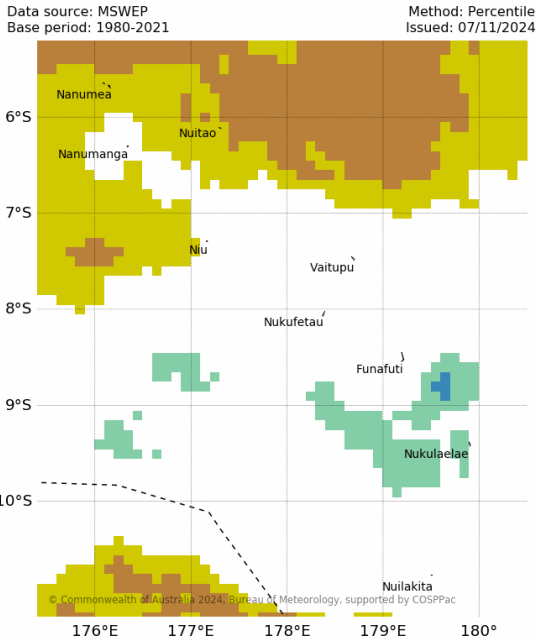 Data source: MSWEP
Base period: 1980-2021
Method: Percentile
Issued: 07/11/2024
Nanumea
6°S
Nuitao
Nanumanga
7°S
Niu
Vaitupu
8°S
Nukufetau
Funafuti
9°S
Nukulaelae
10°S
Nuilakita
© Commonwealth of Australia 2024, Bureau of Meteorology, supported by COSPPac
176°E
177°E
178°E
179°E
180°